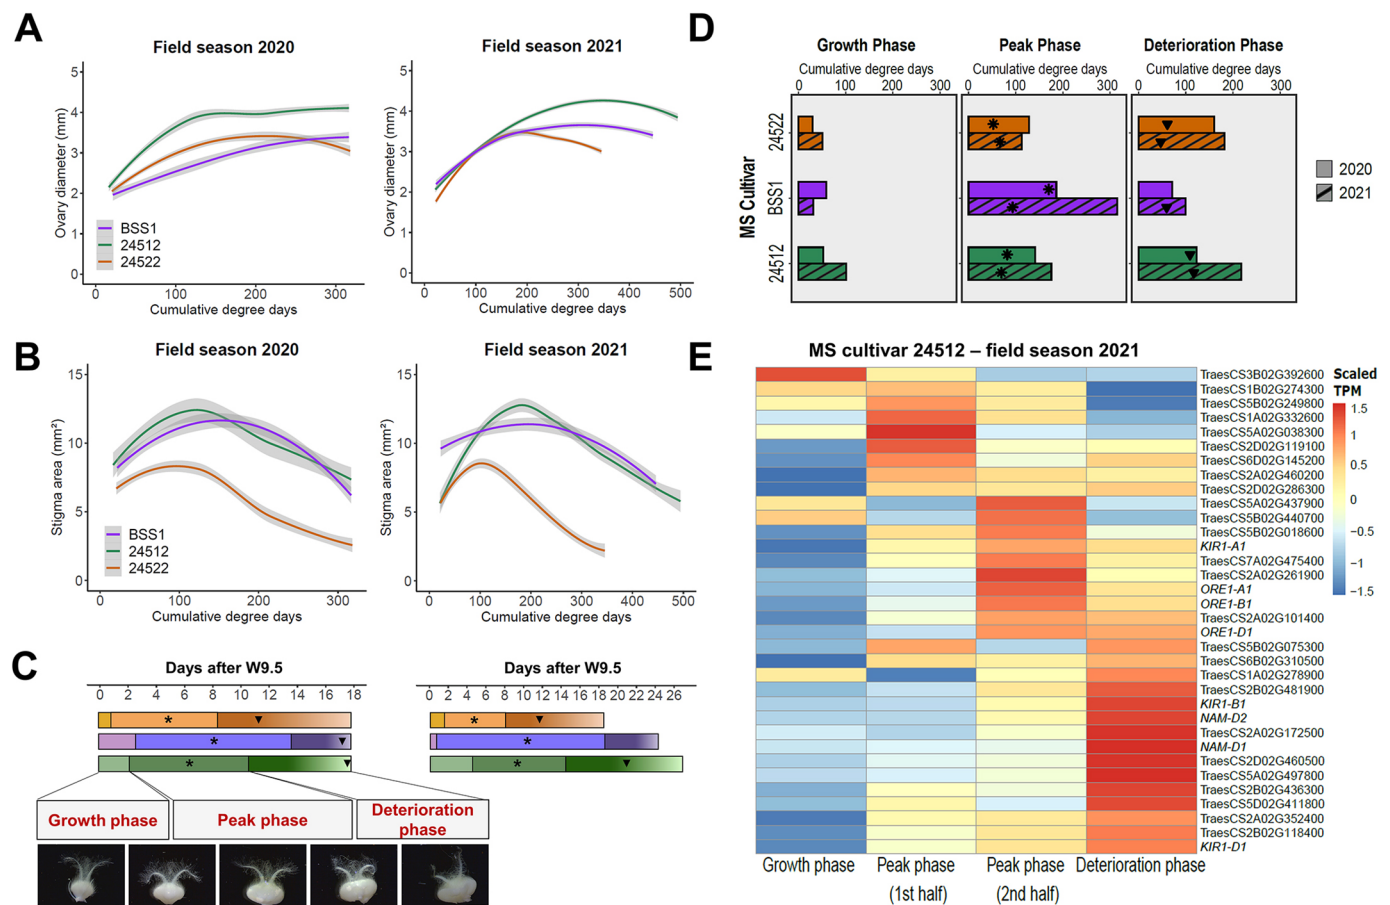 A
Field season 2020
Field season 2021
Ovary diameter (mm)
5
4
3
2
1
0
BSS1
24512
24522
0 100 200 300
Cumulative degree days
Ovary diameter (mm)
5
4
3
2
1
0
0 100 200 300 400 500
Cumulative degree days
B
Field season 2020
Field season 2021
Stigma area (mm²)
15
10
5
0
BSS1
24512
24522
0 100 200 300
Cumulative degree days
Stigma area (mm²)
15
10
5
0
0 100 200 300 400 500
Cumulative degree days
C
Days after W9.5
0 2 4 6 8 10 12 14 16 18
Days after W9.5
0 2 4 6 8 10 12 14 16 18 20 22 24 26
Growth phase
Peak phase
Deterioration
phase
D
Growth Phase
Peak Phase
Deterioration Phase
Cumulative degree days
Cumulative degree days
Cumulative degree days
0 100 200 300
0 100 200 300
0 100 200 300
MS Cultivar
24522
BSS1
24512
2020
2021
E
MS cultivar 24512 – field season 2021
TraesCS3B02G392600
TraesCS1B02G274300
TraesCS5B02G249800
TraesCS1A02G332600
TraesCS5A02G038300
TraesCS2D02G119100
TraesCS6D02G145200
TraesCS2A02G460200
TraesCS2D02G286300
TraesCS5A02G437900
TraesCS5B02G440700
TraesCS5B02G018600
KIR1-A1
TraesCS7A02G475400
TraesCS2A02G261900
ORE1-A1
ORE1-B1
TraesCS2A02G101400
ORE1-D1
TraesCS5B02G075300
TraesCS6B02G310500
TraesCS1A02G278900
TraesCS2B02G481900
KIR1-B1
NAM-D2
TraesCS2A02G172500
NAM-D1
TraesCS2D02G460500
TraesCS5A02G497800
TraesCS2B02G436300
TraesCS5D02G411800
TraesCS2A02G352400
TraesCS2B02G118400
KIR1-D1
Scaled
TPM
1.5
1
0.5
0
−0.5
−1
−1.5
Growth phase
Peak phase
(1st half)
Peak phase
(2nd half)
Deterioration phase